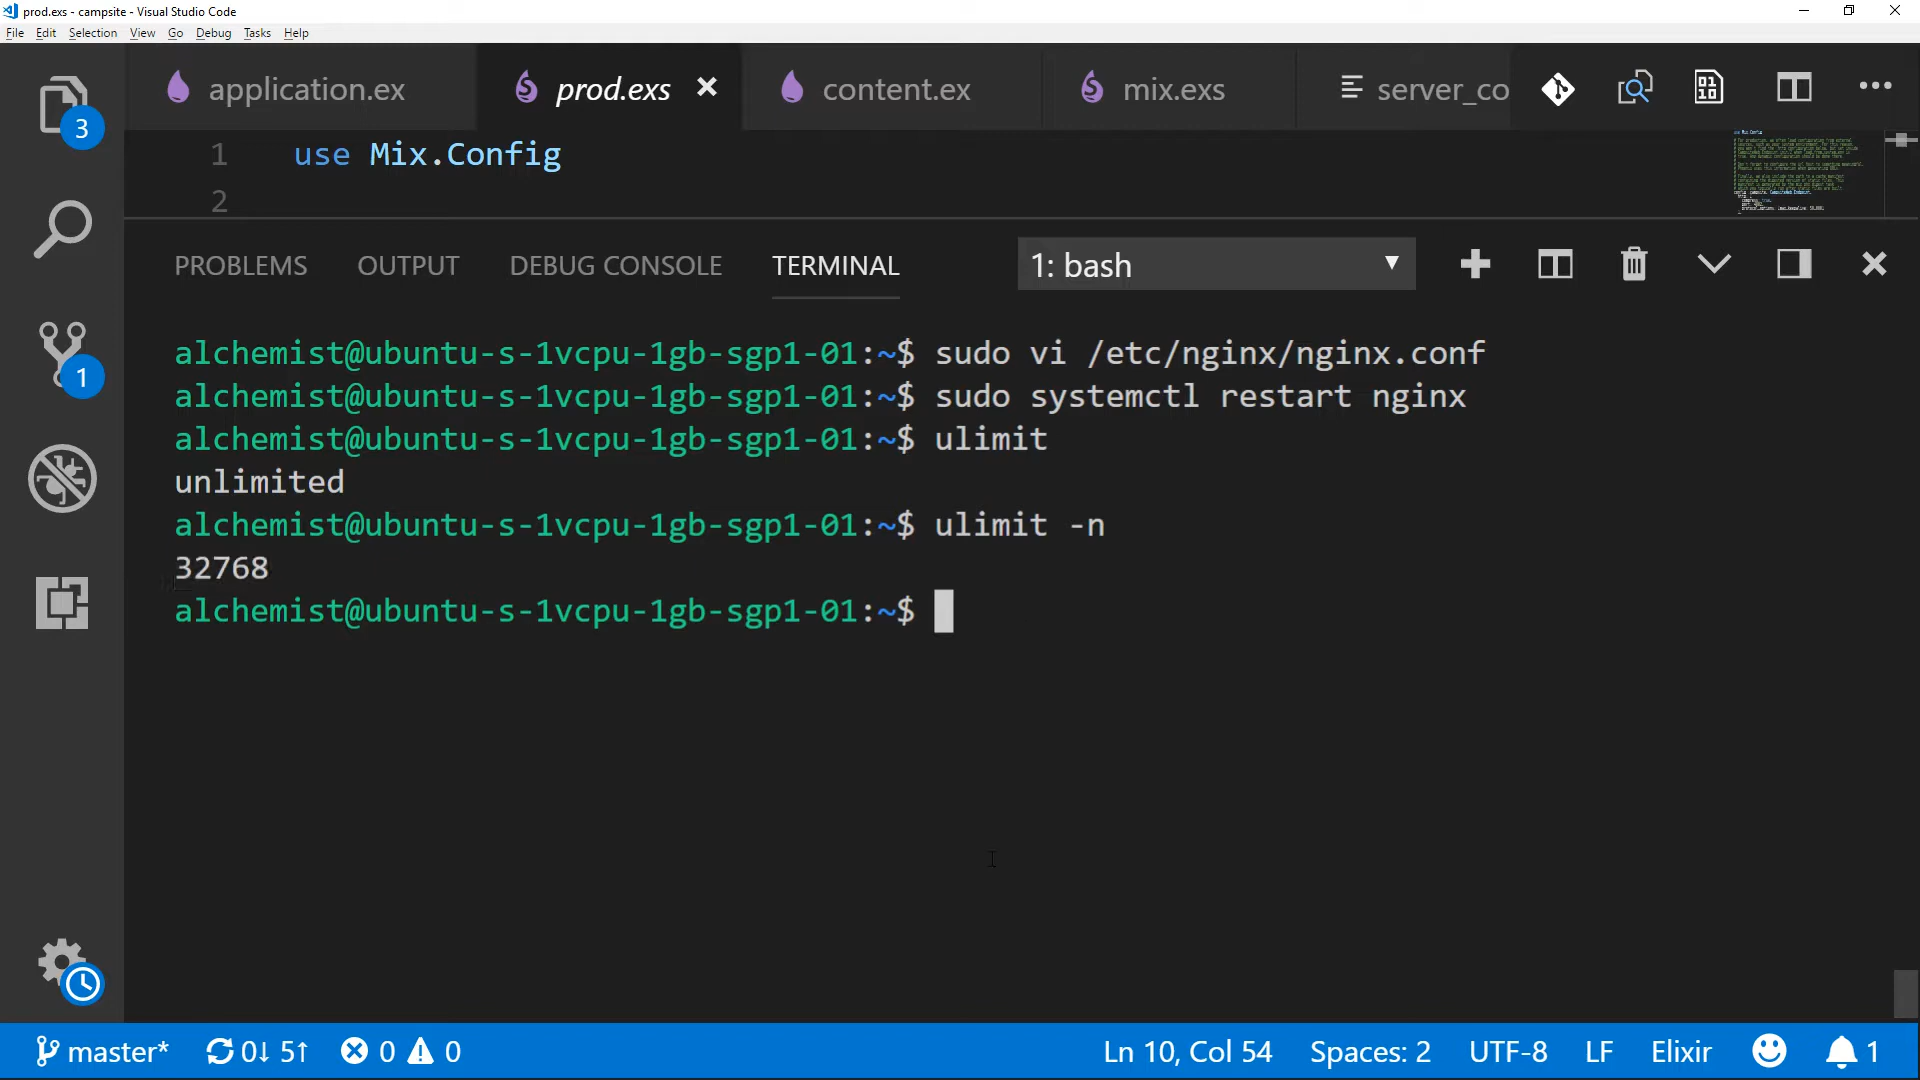 prod.exs - campsite - Visual Studio Code
File Edit Selection View Go Debug Tasks Help
3
application.ex prod.exs content.ex mix.exs server_co
1 use Mix.Config
2
PROBLEMS OUTPUT DEBUG CONSOLE TERMINAL 1: bash
alchemist@ubuntu-s-1vcpu-1gb-sgp1-01:~$ sudo vi /etc/nginx/nginx.conf
alchemist@ubuntu-s-1vcpu-1gb-sgp1-01:~$ sudo systemctl restart nginx
1
alchemist@ubuntu-s-1vcpu-1gb-sgp1-01:~$ ulimit
unlimited
alchemist@ubuntu-s-1vcpu-1gb-sgp1-01:~$ ulimit -n
32768
alchemist@ubuntu-s-1vcpu-1gb-sgp1-01:~$
master* 0↓ 5↑ 0 0 Ln 10, Col 54 Spaces: 2 UTF-8 LF Elixir 1